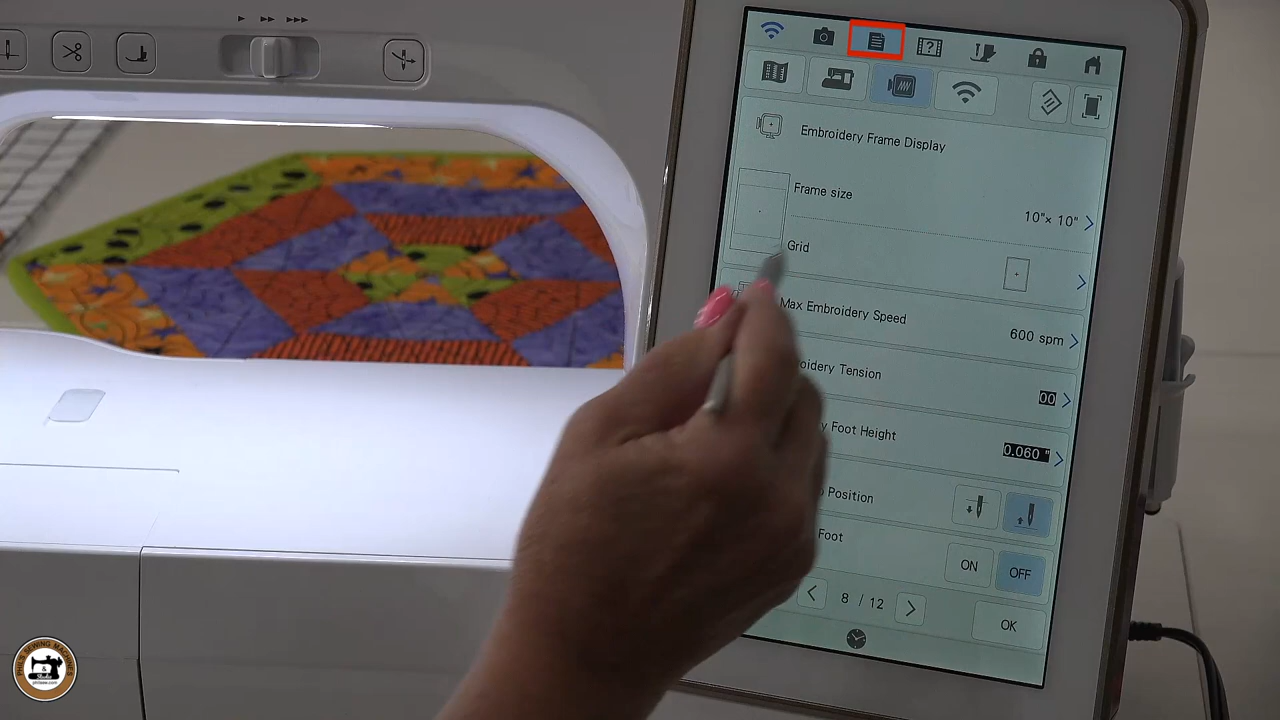 Embroidery Frame Display
Frame size
10"x 10"
Grid
Max Embroidery Speed
600 spm
Tension
00
Foot Height
0.060 "
Position
Foot
ON
OFF
8 / 12
OK